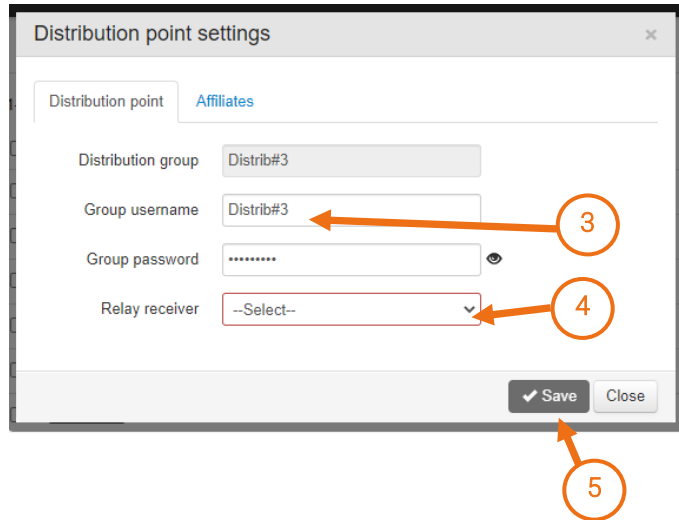 Distribution point settings ×
Distribution point Affiliates
Distribution group Distrib#3
Group username Distrib#3
3
Group password •••••••••
Relay receiver --Select--
4
✔ Save Close
5